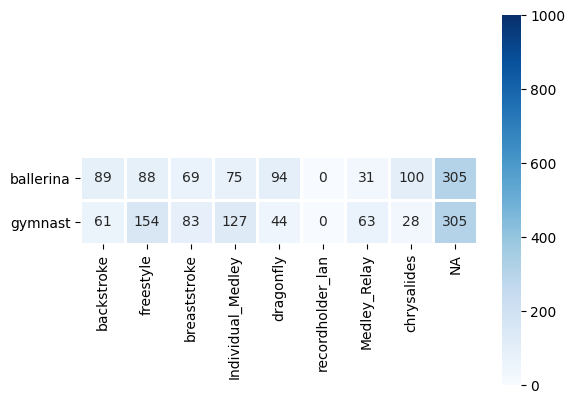 1000
800
600
400
200
0
ballerina 89 88 69 75 94 0 31 100 305
gymnast 61 154 83 127 44 0 63 28 305
backstroke
freestyle
breaststroke
Individual_Medley
dragonfly
recordholder_lan
Medley_Relay
chrysalides
NA